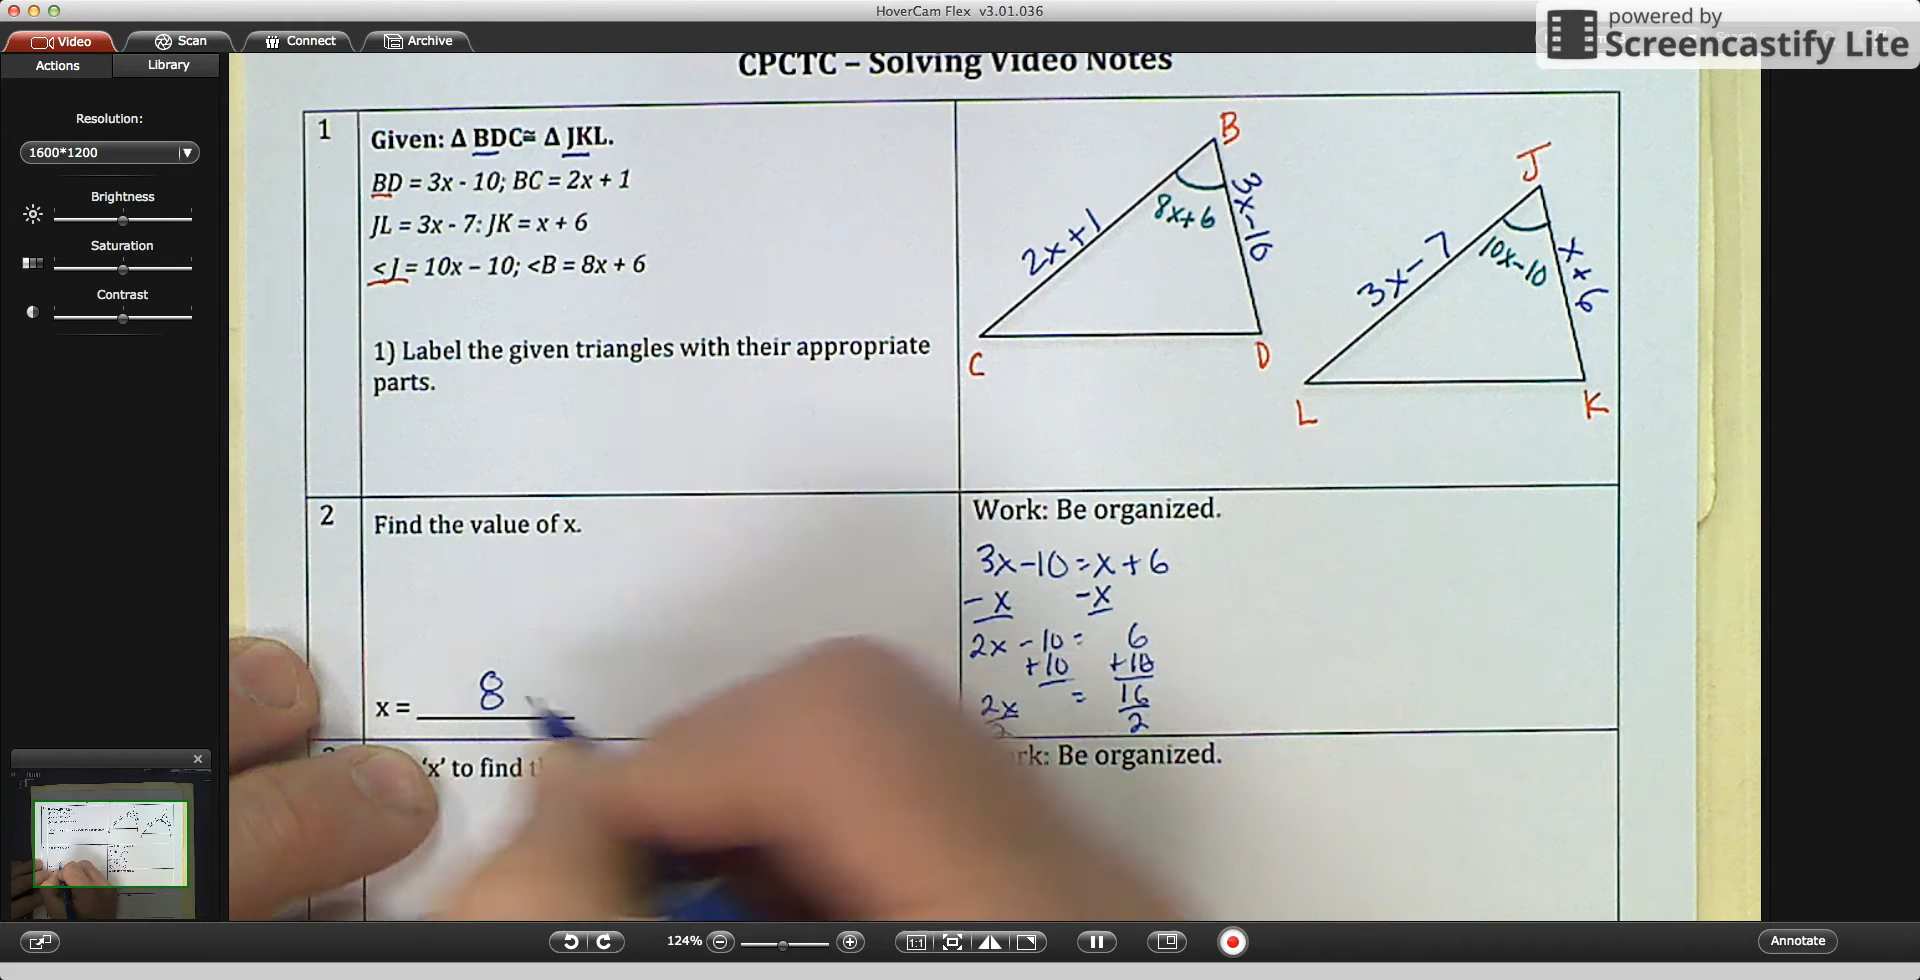 HoverCam Flex v3.01.036
powered by
Screencastify Lite
Video
Scan
Connect
Archive
Actions
Library
Resolution:
1600*1200
Brightness
Saturation
Contrast
CPCTC – Solving Video Notes
1
Given: Δ BDC≅ Δ JKL.
BD = 3x - 10; BC = 2x + 1
JL = 3x - 7: JK = x + 6
<J = 10x – 10; <B = 8x + 6
1) Label the given triangles with their appropriate
parts.
B
2x+1
8x+6
3x-10
C
D
J
3x-7
10x-10
x x 6
L
K
2
Find the value of x.
x = 8
Work: Be organized.
3x-10=x+6
-x -x
2x - 10 = 6
+10 +10
2x = 16
2 2
'x' to find t
rk: Be organized.
124%
1:1
Annotate